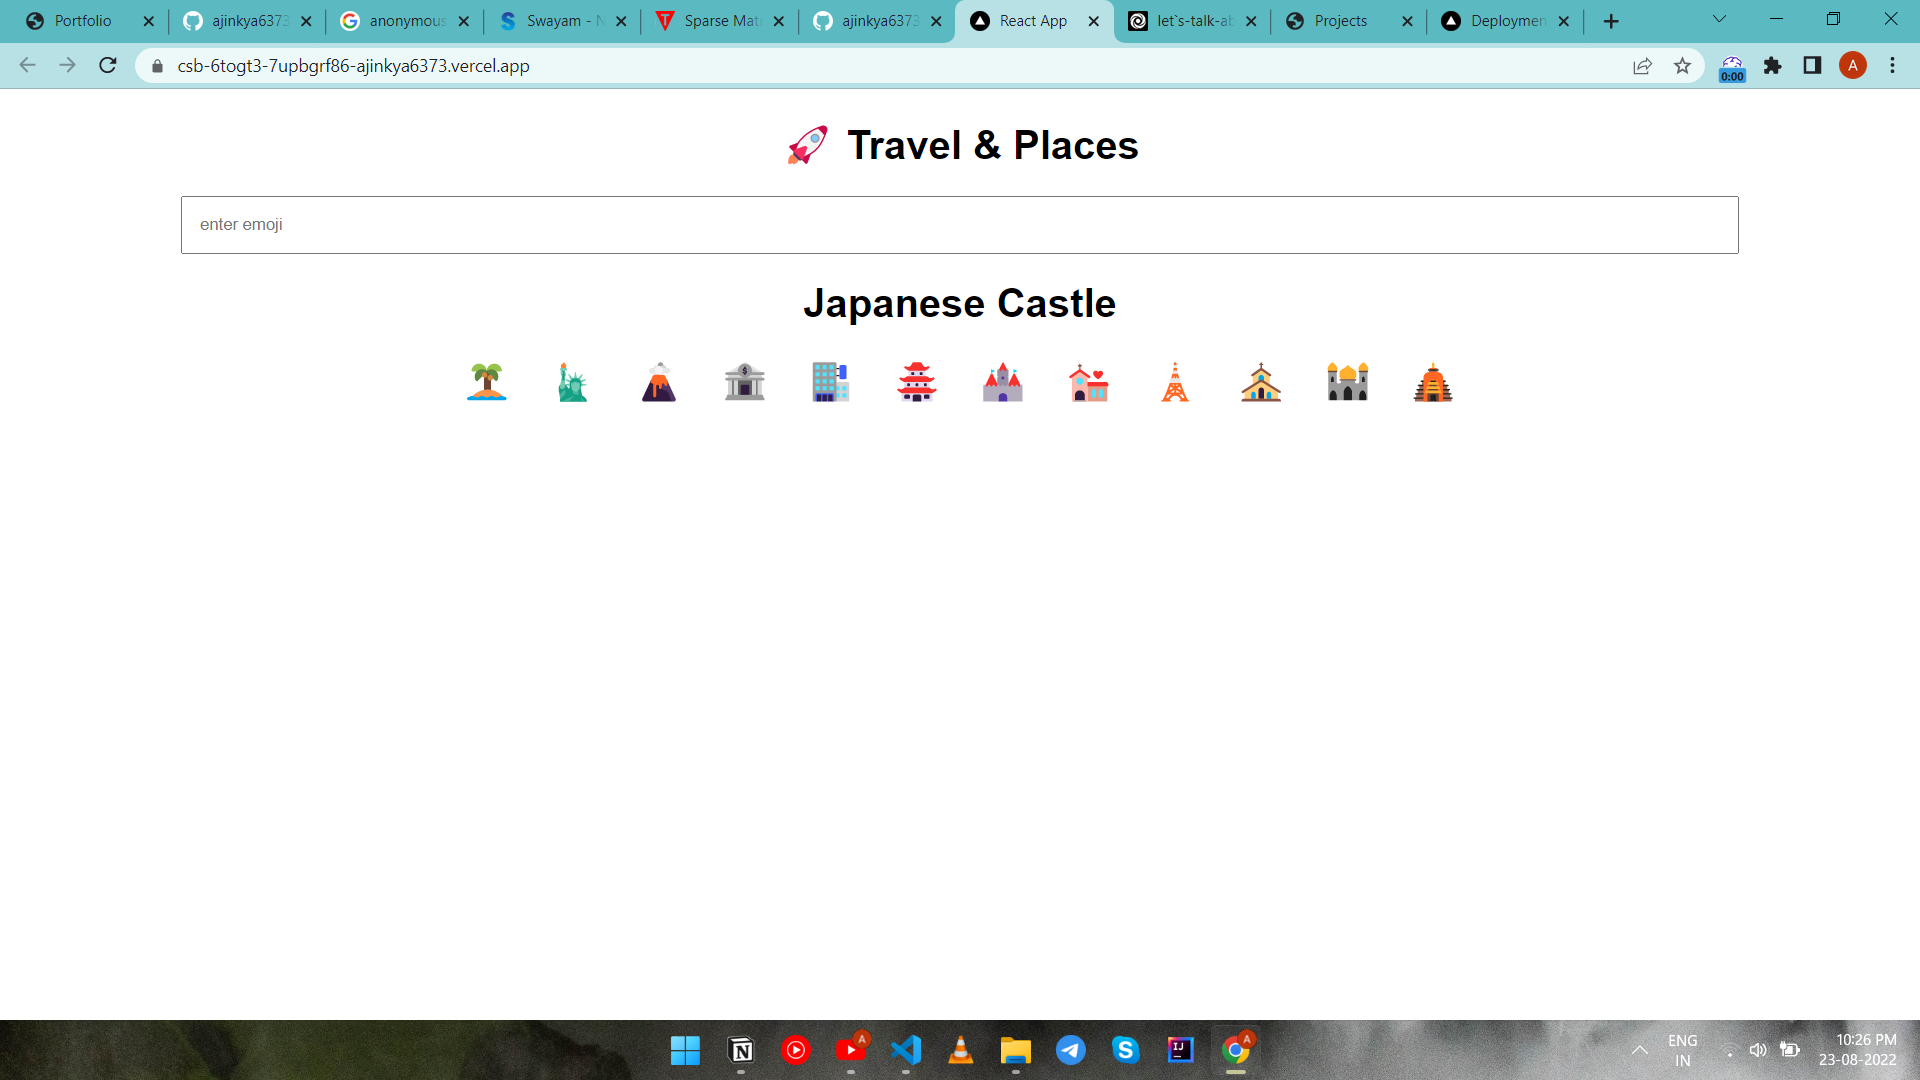 Portfolio
ajinkya6373
anonymous
Swayam - N
Sparse Mat
ajinkya6373
React App
let`s-talk-ab
Projects
Deploymen
csb-6togt3-7upbgrf86-ajinkya6373.vercel.app
0:00
A
🚀 Travel & Places
enter emoji
Japanese Castle
🏝 🗽 🌋 🏦 🏢 🏯 🏰 💒 🗼 ⛪ 🕌 🛕
A
A
ENG
IN
10:26 PM
23-08-2022